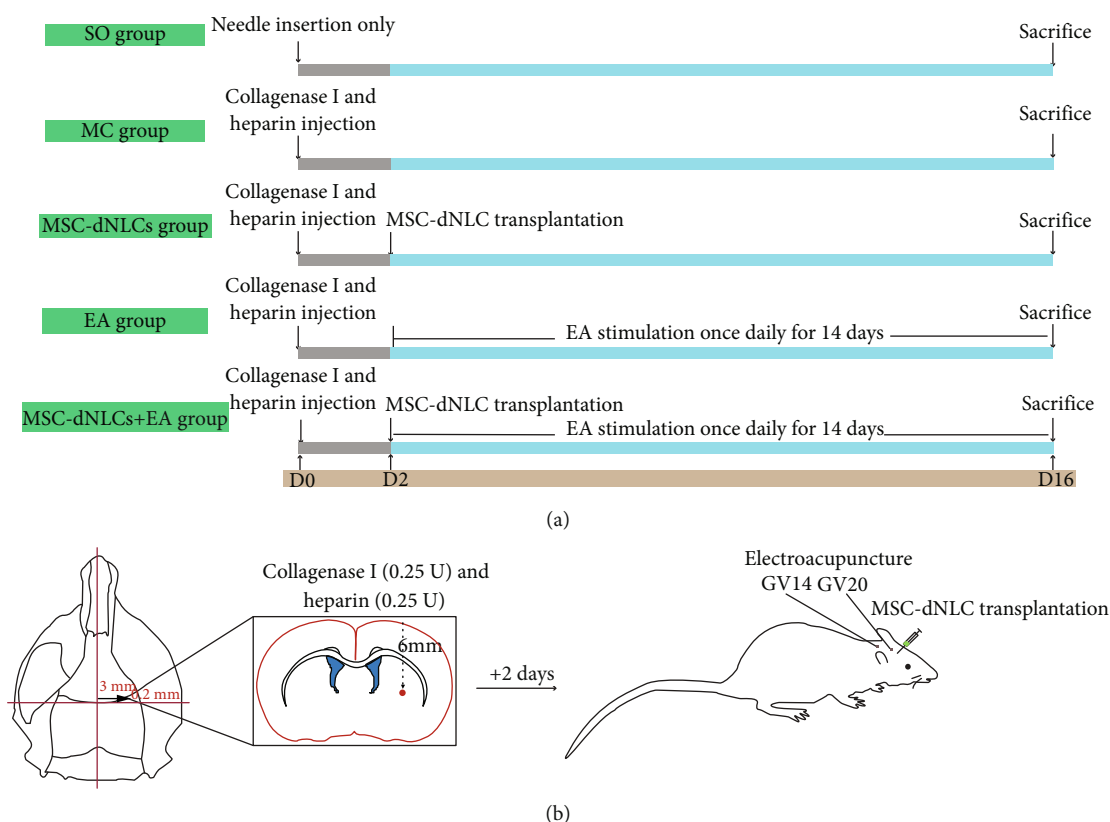 SO group
Needle insertion only
Sacrifice
MC group
Collagenase I and
heparin injection
Sacrifice
MSC-dNLCs group
Collagenase I and
heparin injection
MSC-dNLC transplantation
Sacrifice
EA group
Collagenase I and
heparin injection
EA stimulation once daily for 14 days
Sacrifice
MSC-dNLCs+EA group
Collagenase I and
heparin injection
MSC-dNLC transplantation
EA stimulation once daily for 14 days
Sacrifice
D0
D2
D16
(a)
Collagenase I (0.25 U) and
heparin (0.25 U)
6mm
3 mm
0.2 mm
+2 days
Electroacupuncture
GV14 GV20
MSC-dNLC transplantation
(b)